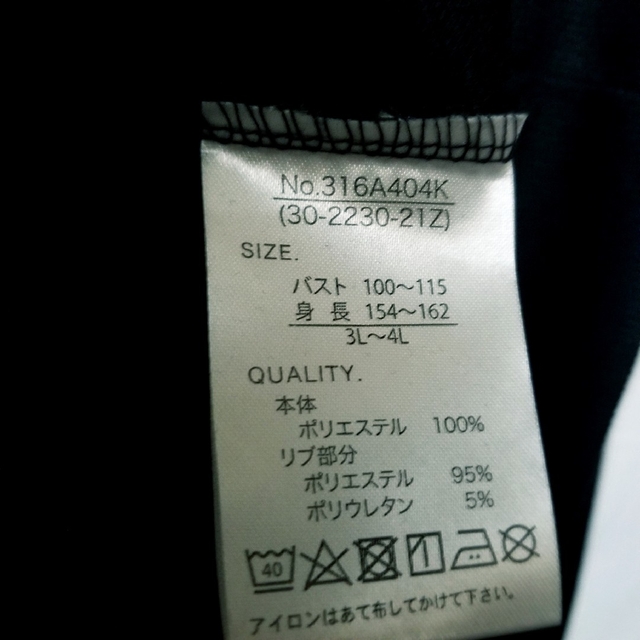 No.316A404K
(30-2230-21Z)
SIZE.
バスト 100〜115
身長 154〜162
3L〜4L
QUALITY.
本体
ポリエステル 100%
リブ部分
ポリエステル 95%
ポリウレタン 5%
40
アイロンはあて布してかけて下さい。